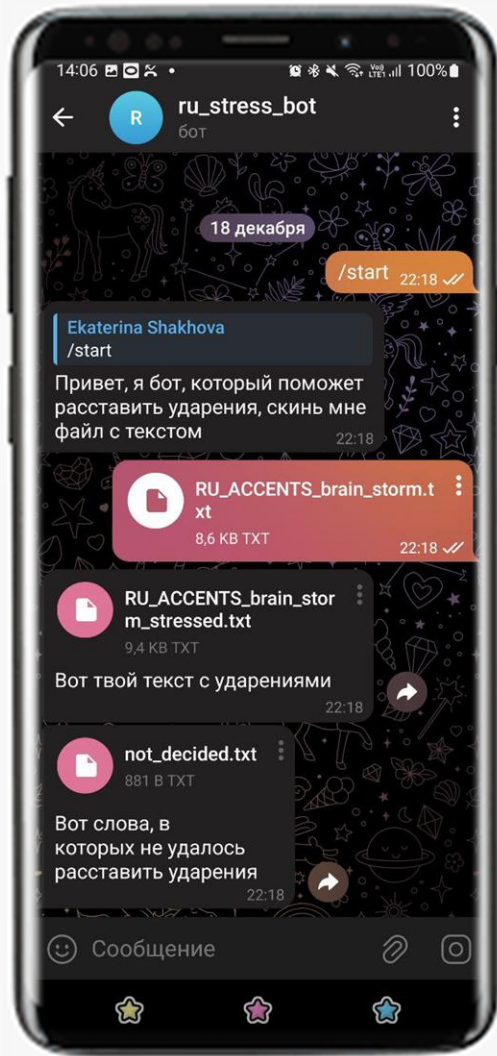 14:06
VoI)
LTE1
100%
R
ru_stress_bot
бот
18 декабря
/start 22:18
Ekaterina Shakhova
/start
Привет, я бот, который поможет
расставить ударения, скинь мне
файл с текстом
22:18
RU_ACCENTS_brain_storm.t
xt
8,6 KB TXT
22:18
RU_ACCENTS_brain_stor
m_stressed.txt
9,4 KB TXT
Вот твой текст с ударениями
22:18
not_decided.txt
881 B TXT
Вот слова, в
которых не удалось
расставить ударения
22:18
Сообщение